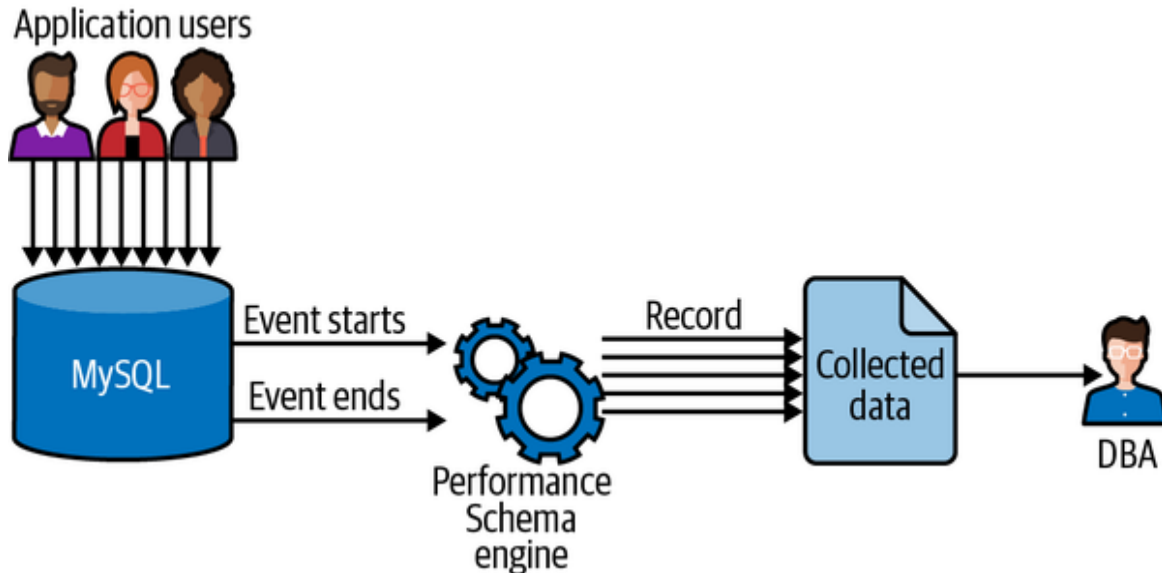 Application users
MySQL
Event starts
Event ends
Performance
Schema
engine
Record
Collected
data
DBA